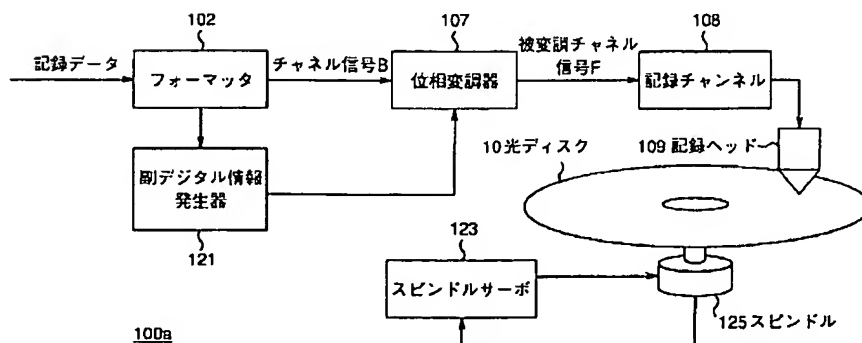 102
107
108
記録データ
フォーマッタ
チャネル信号B
位相変調器
被変調チャネル
信号F
記録チャンネル
10光ディスク
109 記録ヘッド
副デジタル情報
発生器
121
123
スピンドルサーボ
125スピンドル
100a